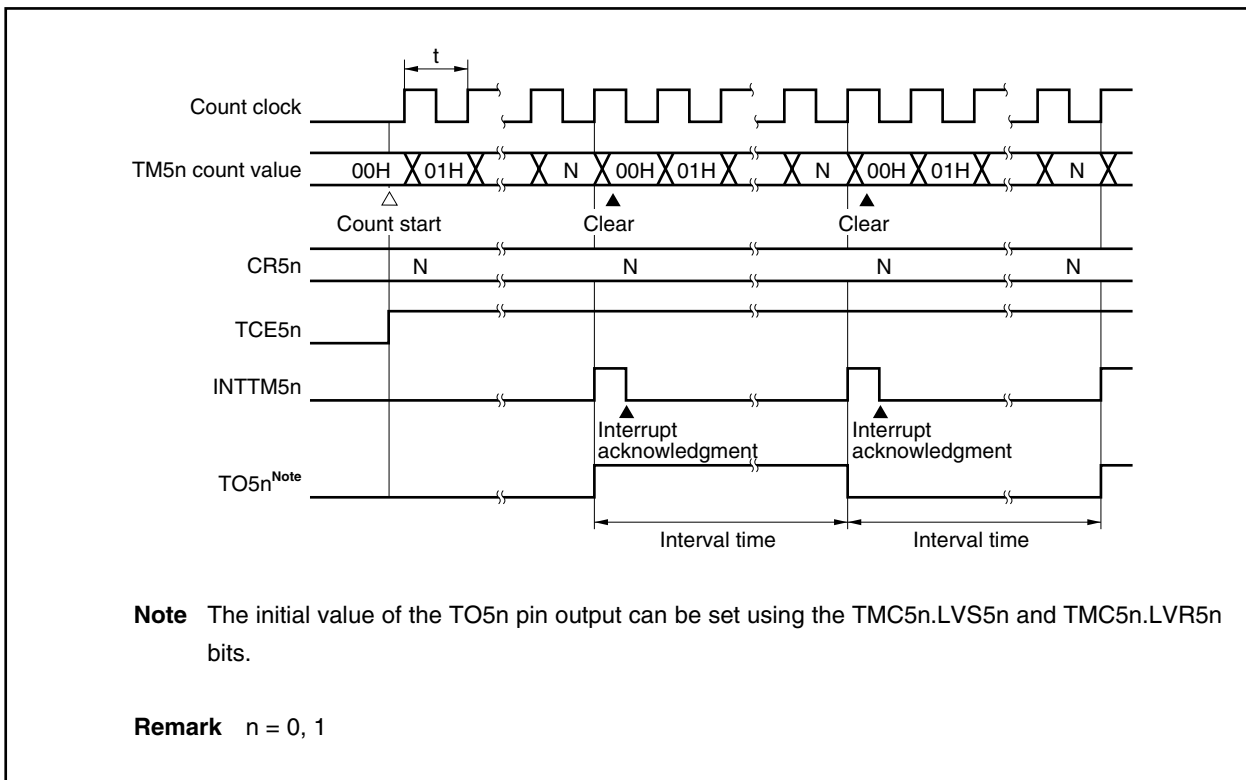 t
Count clock
TM5n count value 00H 01H N 00H 01H N 00H 01H N
Count start Clear Clear
CR5n N N N N
TCE5n
INTTM5n
Interrupt acknowledgment Interrupt acknowledgment
TO5nNote
Interval time Interval time
Note The initial value of the TO5n pin output can be set using the TMC5n.LVS5n and TMC5n.LVR5n
bits.
Remark n = 0, 1